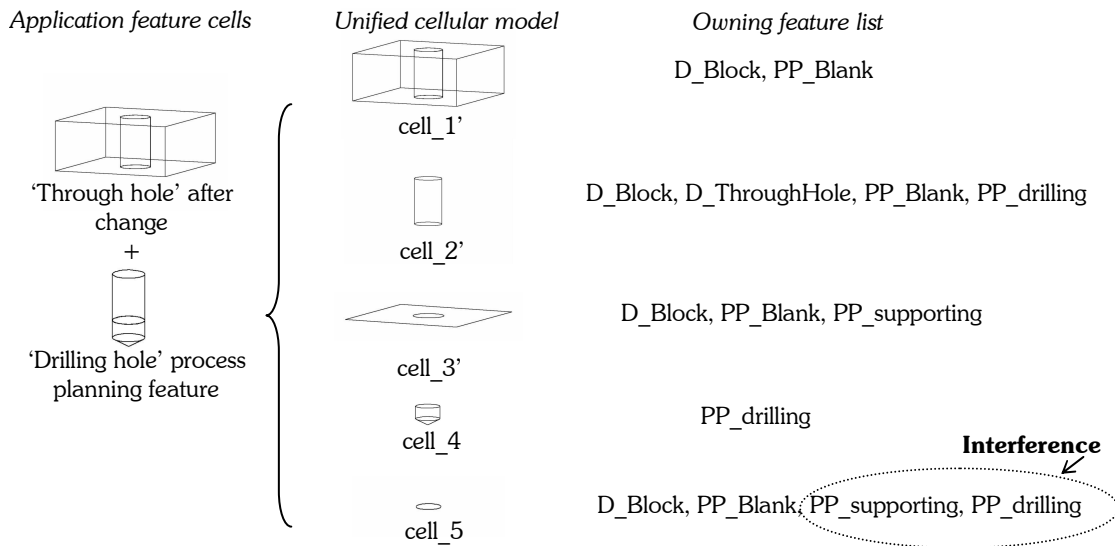 Application feature cells
Unified cellular model
Owning feature list
D_Block, PP_Blank
cell_1’
‘Through hole’ after
change
+
D_Block, D_ThroughHole, PP_Blank, PP_drilling
cell_2’
D_Block, PP_Blank, PP_supporting
‘Drilling hole’ process
planning feature
cell_3’
PP_drilling
cell_4
Interference
D_Block, PP_Blank, PP_supporting, PP_drilling
cell_5